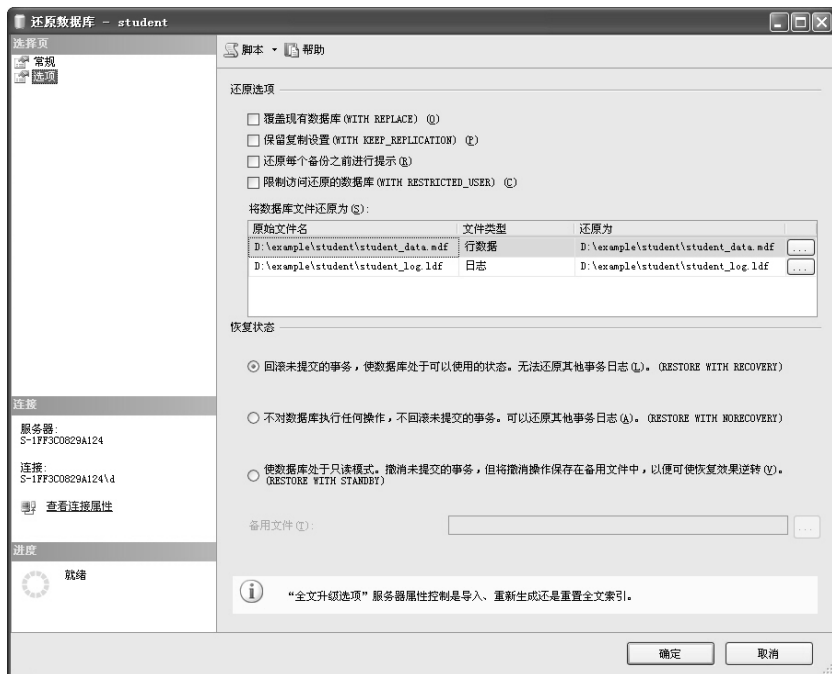 还原数据库 - student
选择页
常规
选项
脚本 帮助
还原选项
覆盖现有数据库(WITH REPLACE) (O)
保留复制设置(WITH KEEP_REPLICATION) (P)
还原每个备份之前进行提示(R)
限制访问还原的数据库(WITH RESTRICTED_USER) (C)
将数据库文件还原为(S):
原始文件名 文件类型 还原为
D:\example\student\student_data.mdf 行数据 D:\example\student\student_data.mdf ...
D:\example\student\student_log.ldf 日志 D:\example\student\student_log.ldf ...
恢复状态
回滚未提交的事务，使数据库处于可以使用的状态。无法还原其他事务日志(L)。(RESTORE WITH RECOVERY)
不对数据库执行任何操作，不回滚未提交的事务。可以还原其他事务日志(A)。(RESTORE WITH NORECOVERY)
使数据库处于只读模式。撤消未提交的事务，但将撤消操作保存在备用文件中，以便可使恢复效果逆转(V)。
(RESTORE WITH STANDBY)
备用文件(T):
...
连接
服务器:
S-1FF3C0829A124
连接:
S-1FF3C0829A124\d
查看连接属性
进度
就绪
“全文升级选项”服务器属性控制是导入、重新生成还是重置全文索引。
确定 取消